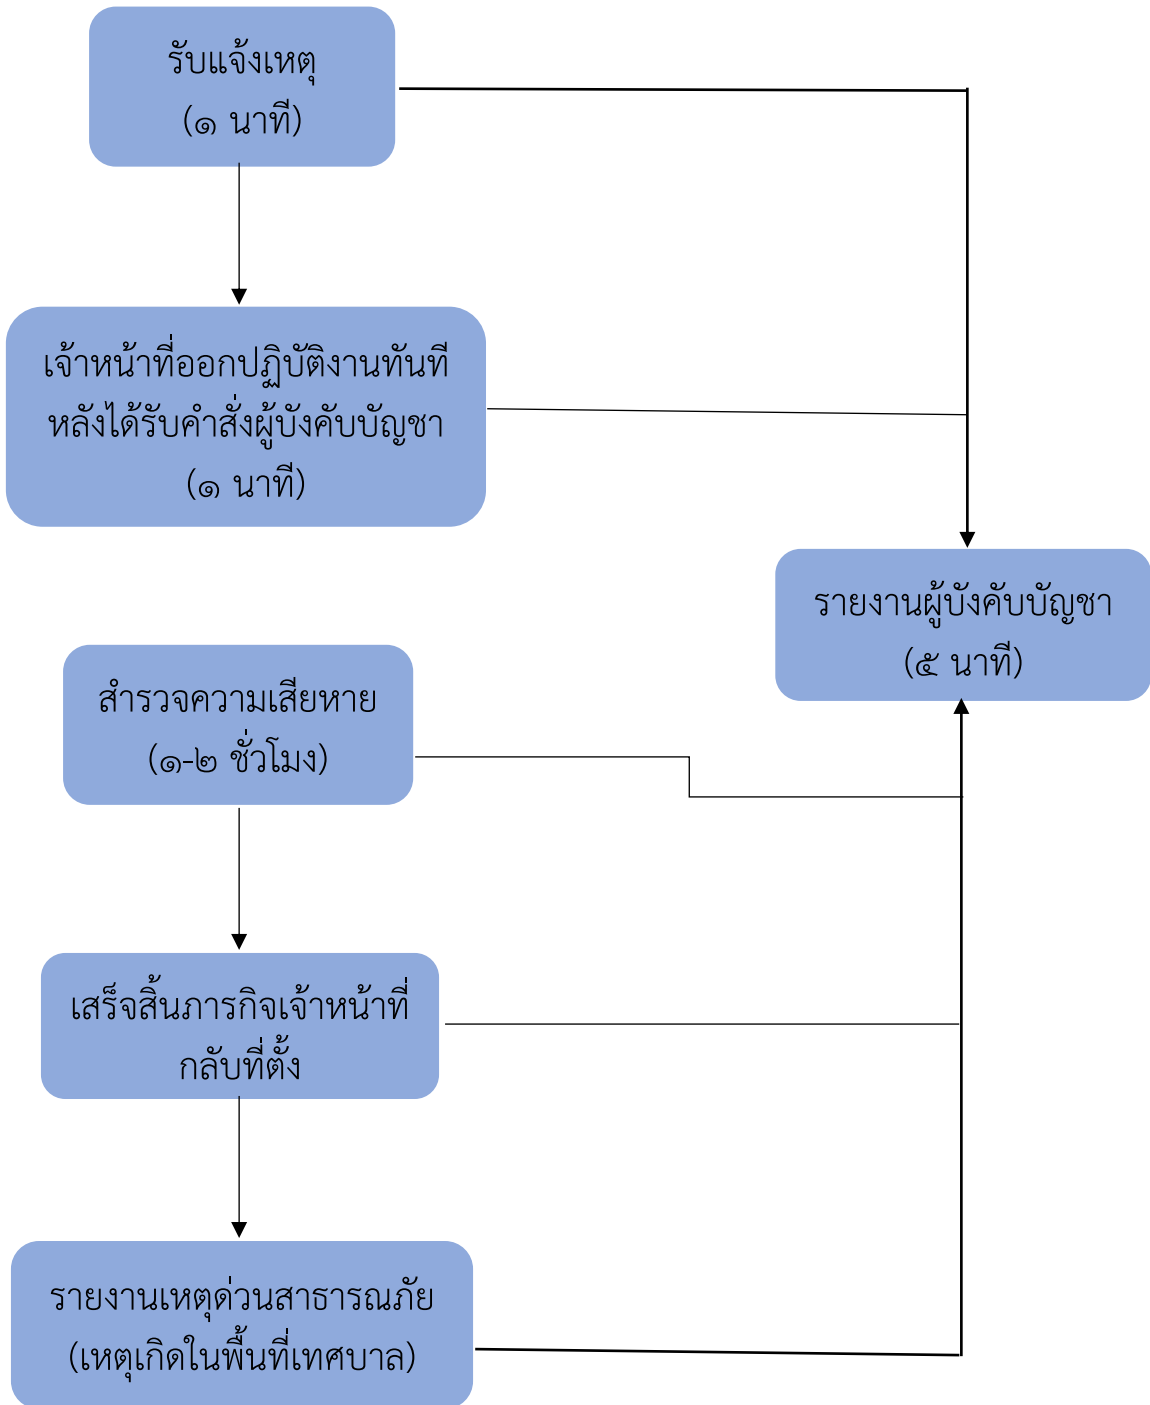 รับแจ้งเหตุ
(๑ นาที)
เจ้าหน้าที่ออกปฏิบัติงานทันที
หลังได้รับคำสั่งผู้บังคับบัญชา
(๑ นาที)
รายงานผู้บังคับบัญชา
(๕ นาที)
สำรวจความเสียหาย
(๑-๒ ชั่วโมง)
เสร็จสิ้นภารกิจเจ้าหน้าที่
กลับที่ตั้ง
รายงานเหตุด่วนสาธารณภัย
(เหตุเกิดในพื้นที่เทศบาล)